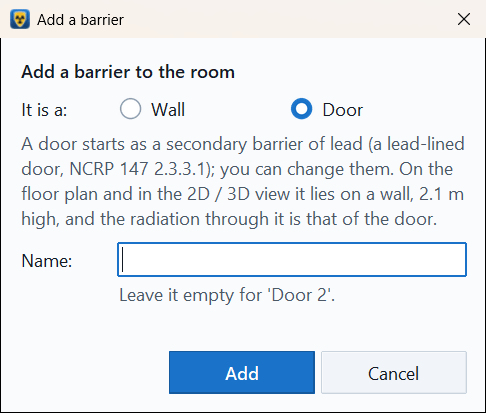 Add a barrier
Add a barrier to the room
It is a: Wall Door
A door starts as a secondary barrier of lead (a lead-lined
door, NCRP 147 2.3.3.1); you can change them. On the
floor plan and in the 2D / 3D view it lies on a wall, 2.1 m
high, and the radiation through it is that of the door.
Name:
Leave it empty for 'Door 2'.
Add Cancel